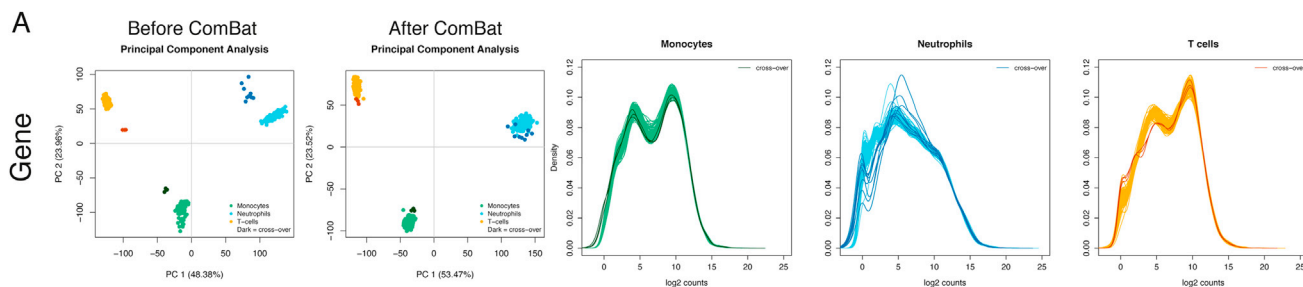 A
Gene
Before ComBat
Principal Component Analysis
PC 2 (23.96%)
100
50
0
−50
−100
−100
−50
0
50
100
150
PC 1 (48.38%)
Monocytes
Neutrophils
T−cells
Dark = cross−over
After ComBat
Principal Component Analysis
PC 2 (23.52%)
50
0
−50
−100
−100
−50
0
50
100
150
PC 1 (53.47%)
Monocytes
Neutrophils
T−cells
Dark = cross−over
Monocytes
cross−over
Density
0.12
0.10
0.08
0.06
0.04
0.02
0.00
0
5
10
15
20
25
log2 counts
Neutrophils
cross−over
0.12
0.10
0.08
0.06
0.04
0.02
0.00
0
5
10
15
20
25
log2 counts
T cells
cross−over
0.12
0.10
0.08
0.06
0.04
0.02
0.00
0
5
10
15
20
25
log2 counts